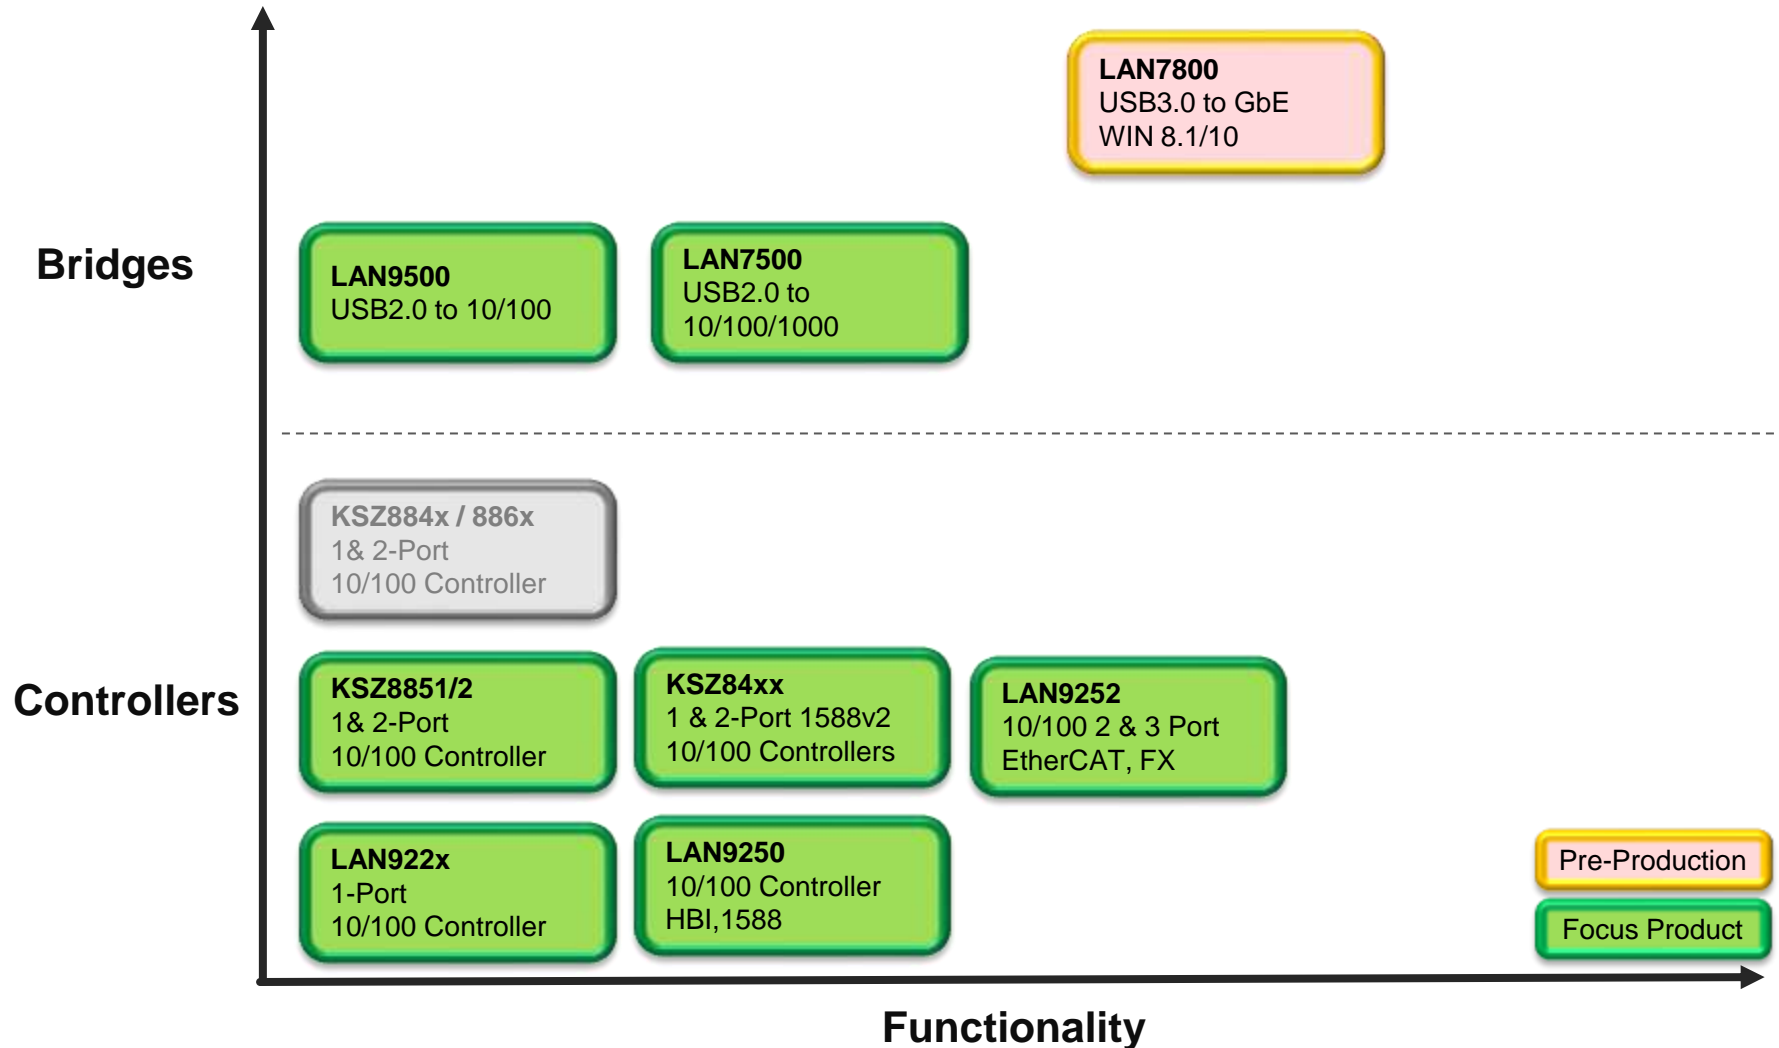 LAN7800
USB3.0 to GbE
WIN 8.1/10
Bridges
LAN9500
USB2.0 to 10/100
LAN7500
USB2.0 to
10/100/1000
KSZ884x / 886x
1& 2-Port
10/100 Controller
Controllers
KSZ8851/2
1& 2-Port
10/100 Controller
KSZ84xx
1 & 2-Port 1588v2
10/100 Controllers
LAN9252
10/100 2 & 3 Port
EtherCAT, FX
LAN922x
1-Port
10/100 Controller
LAN9250
10/100 Controller
HBI,1588
Pre-Production
Focus Product
Functionality